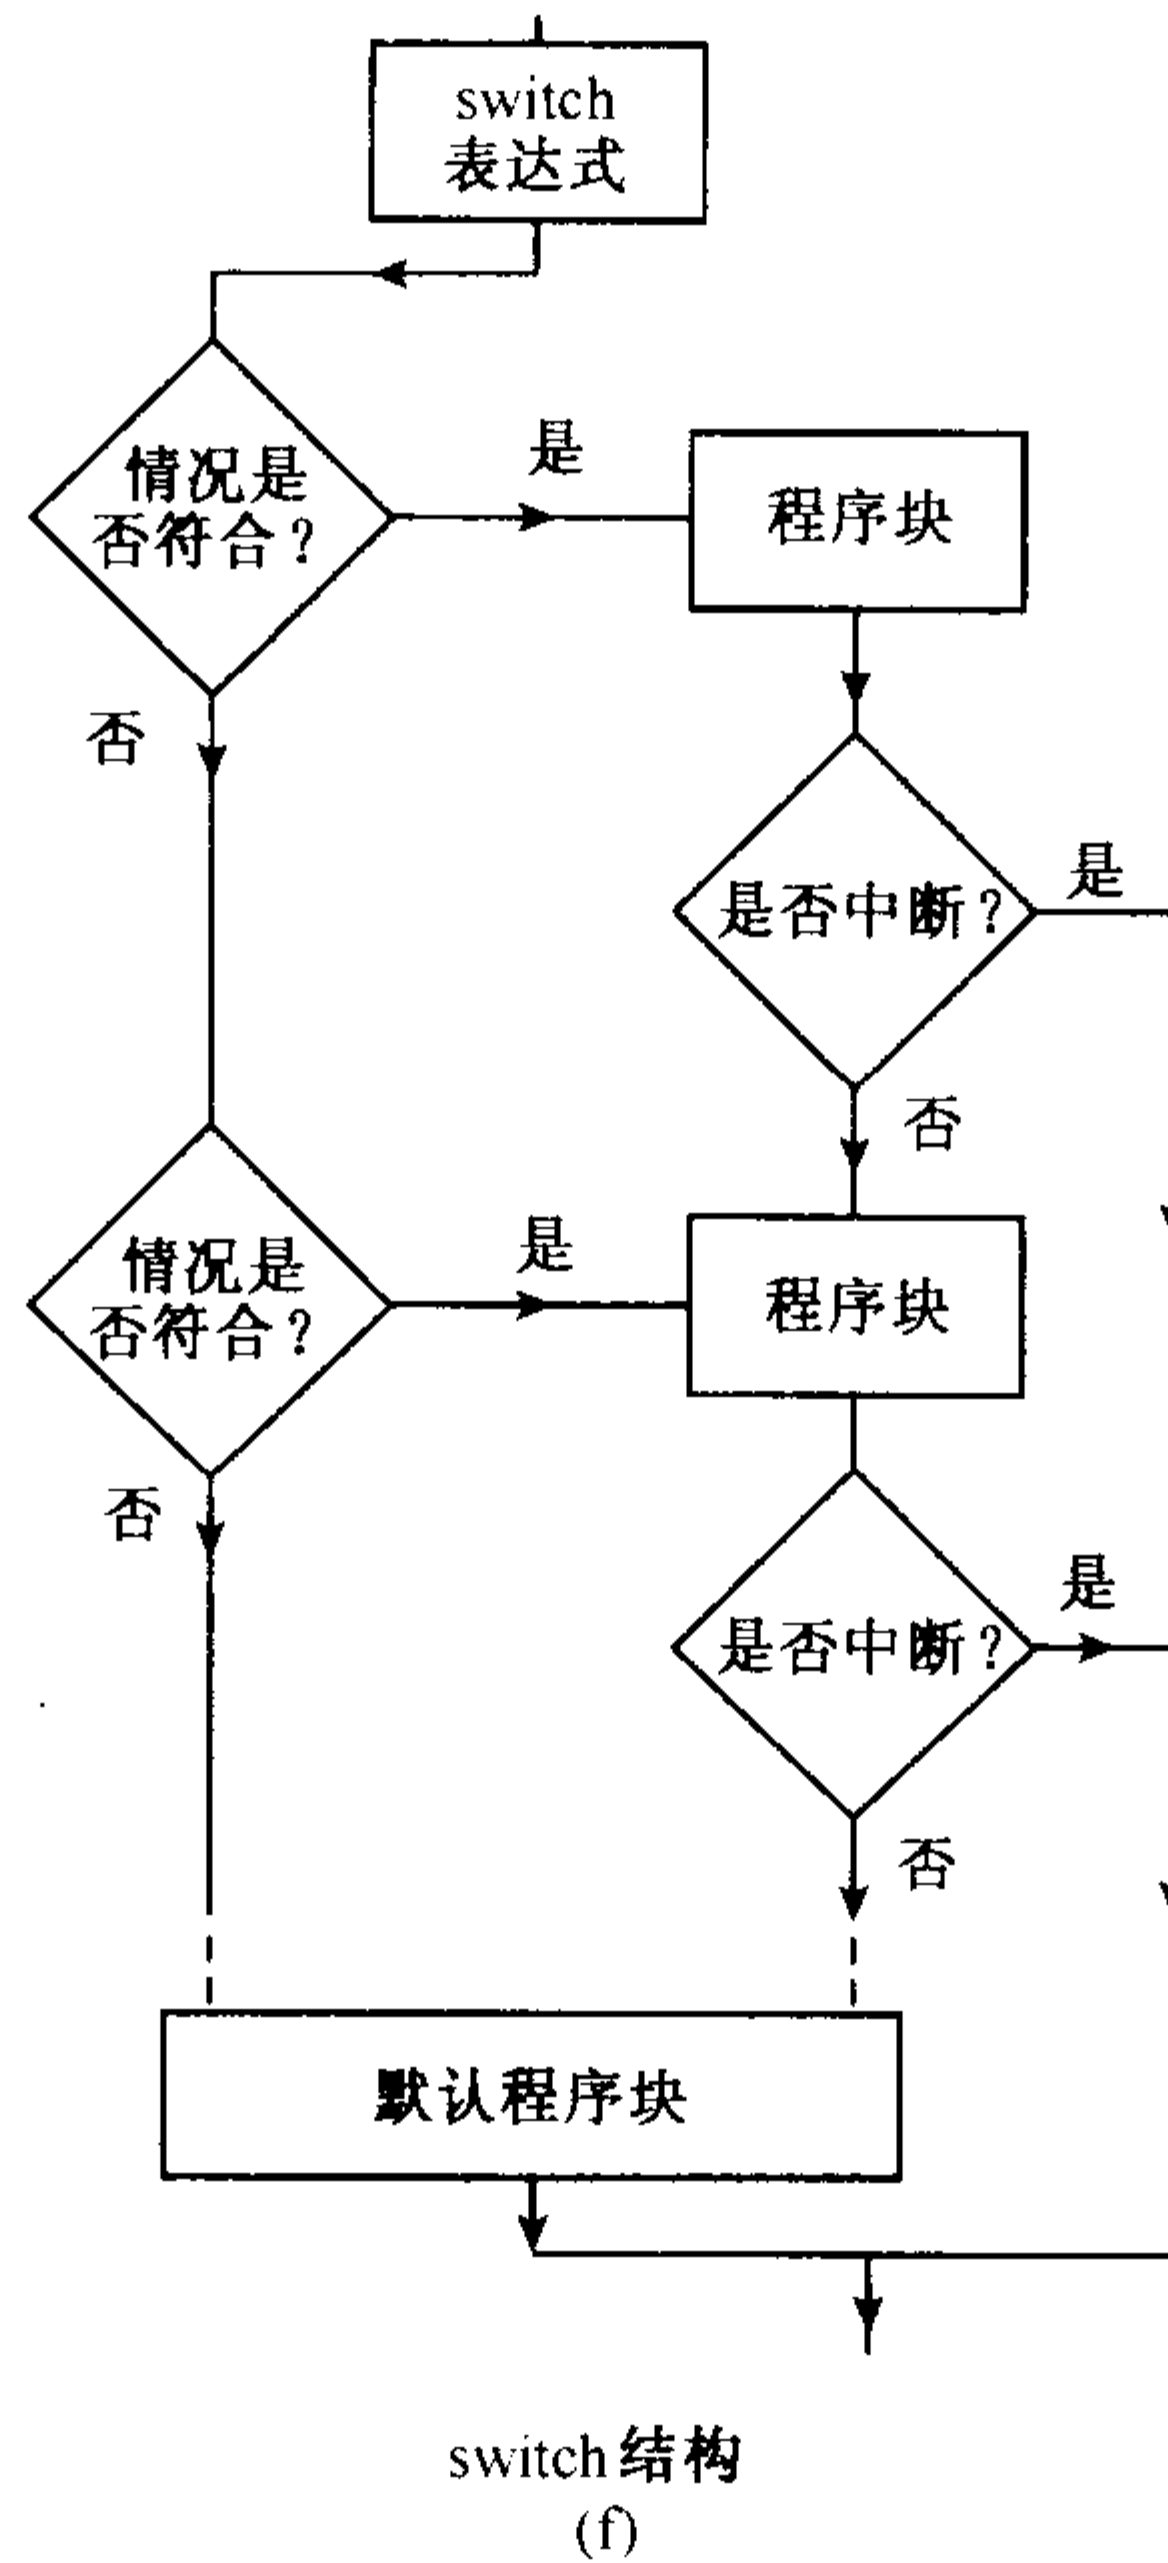 switch
表达式
情况是
否符合？
是
程序块
否
是否中断？
是
否
情况是
否符合？
是
程序块
否
是否中断？
是
否
默认程序块
switch结构
(f)